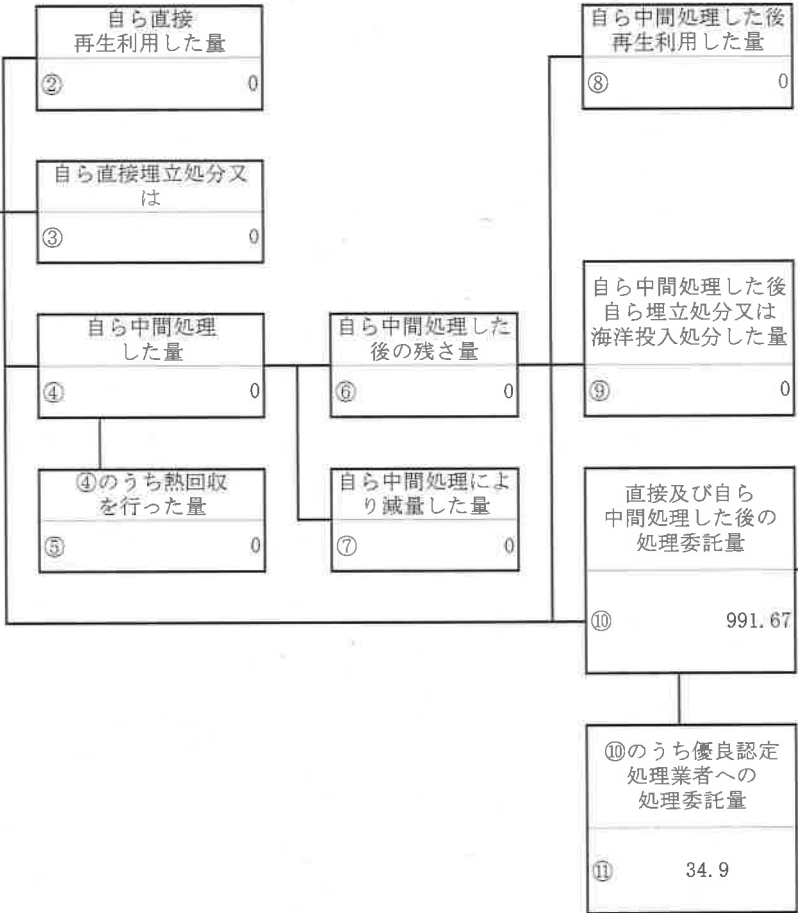 自ら直接
再生利用した量
② 0
自ら中間処理した後
再生利用した量
⑧ 0
自ら直接埋立処分又
は
③ 0
自ら中間処理した後
自ら埋立処分又は
海洋投入処分した量
⑨ 0
自ら中間処理
した量
④ 0
自ら中間処理した
後の残さ量
⑥ 0
④のうち熱回収
を行った量
⑤ 0
自ら中間処理によ
り減量した量
⑦ 0
直接及び自ら
中間処理した後の
処理委託量
⑩ 991.67
⑩のうち優良認定
処理業者への
処理委託量
⑪ 34.9